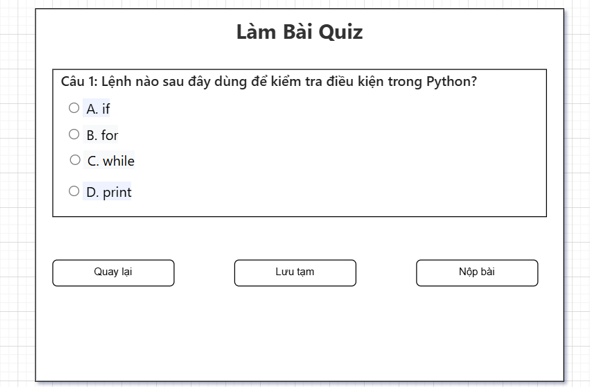 Làm Bài Quiz
Câu 1: Lệnh nào sau đây dùng để kiểm tra điều kiện trong Python?
A. if
B. for
C. while
D. print
Quay lại
Lưu tạm
Nộp bài